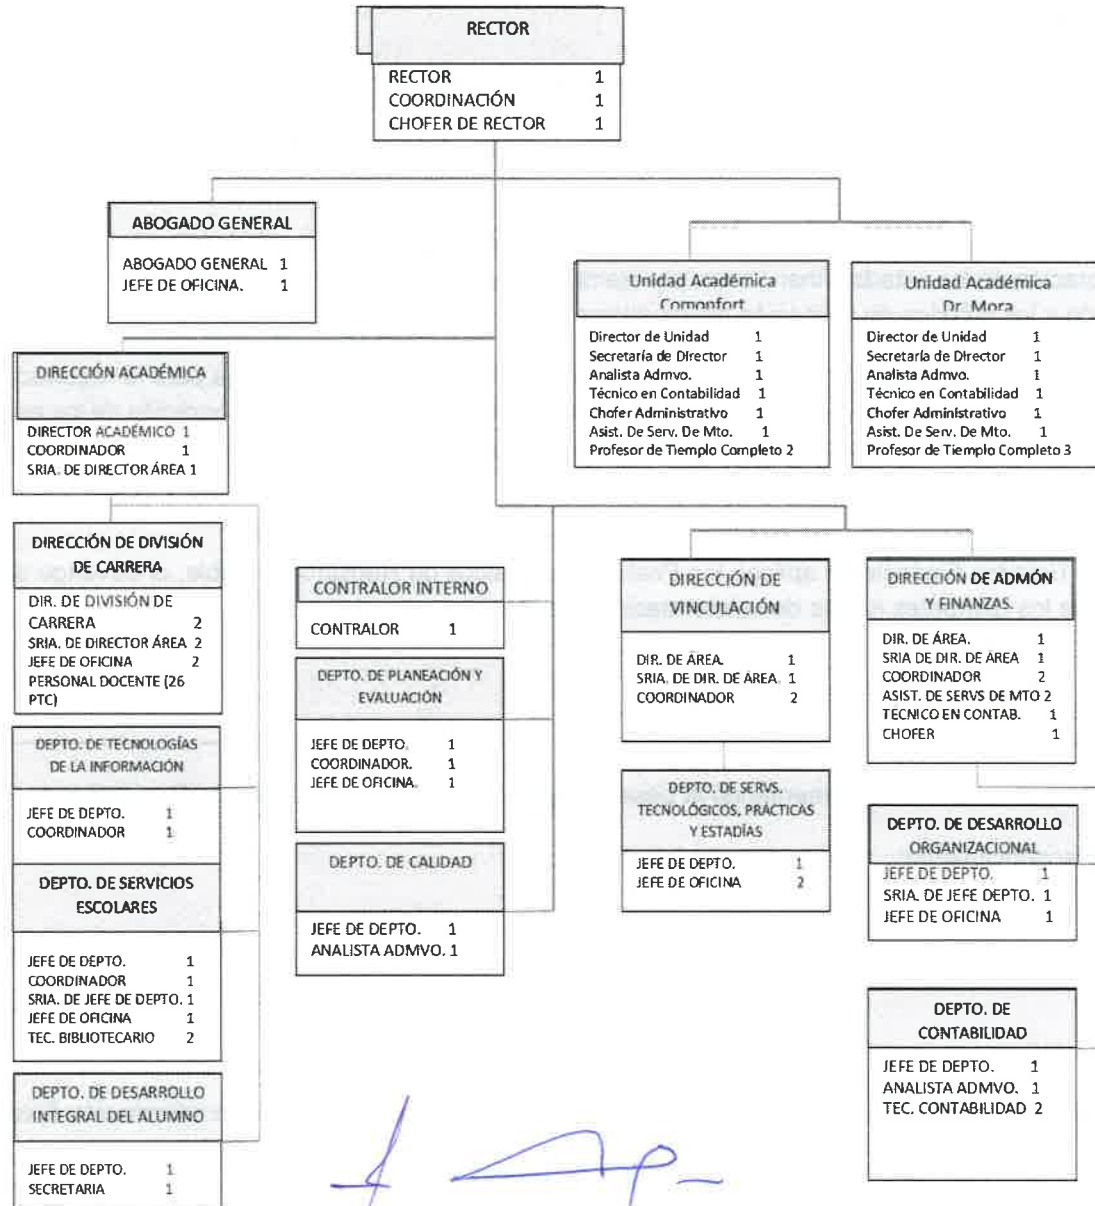 RECTOR
RECTOR 1
COORDINACIÓN 1
CHOFER DE RECTOR 1
ABOGADO GENERAL
ABOGADO GENERAL 1
JEFE DE OFICINA. 1
Unidad Académica
Comonfort
Director de Unidad 1
Secretaría de Director 1
Analista Admvo. 1
Técnico en Contabilidad 1
Chofer Administrativo 1
Asist. De Serv. De Mto. 1
Profesor de Tiemplo Completo 2
Unidad Académica
Dr. Mora
Director de Unidad 1
Secretaría de Director 1
Analista Admvo. 1
Técnico en Contabilidad 1
Chofer Administrativo 1
Asist. De Serv. De Mto. 1
Profesor de Tiemplo Completo 3
DIRECCIÓN ACADÉMICA
DIRECTOR ACADÉMICO 1
COORDINADOR 1
SRIA. DE DIRECTOR ÁREA 1
DIRECCIÓN DE DIVISIÓN
DE CARRERA
DIR. DE DIVISIÓN DE
CARRERA 2
SRIA. DE DIRECTOR ÁREA 2
JEFE DE OFICINA 2
PERSONAL DOCENTE (26
PTC)
DEPTO. DE TECNOLOGÍAS
DE LA INFORMACIÓN
JEFE DE DEPTO. 1
COORDINADOR 1
DEPTO. DE SERVICIOS
ESCOLARES
JEFE DE DEPTO. 1
COORDINADOR 1
SRIA. DE JEFE DE DEPTO. 1
JEFE DE OFICINA 1
TEC. BIBLIOTECARIO 2
DEPTO. DE DESARROLLO
INTEGRAL DEL ALUMNO
JEFE DE DEPTO. 1
SECRETARIA 1
CONTRALOR INTERNO
CONTRALOR 1
DEPTO. DE PLANEACIÓN Y
EVALUACIÓN
JEFE DE DEPTO. 1
COORDINADOR. 1
JEFE DE OFICINA. 1
DEPTO. DE CALIDAD
JEFE DE DEPTO. 1
ANALISTA ADMVO. 1
DIRECCIÓN DE
VINCULACIÓN
DIR. DE ÁREA. 1
SRIA. DE DIR. DE ÁREA. 1
COORDINADOR 2
DEPTO. DE SERVS.
TECNOLÓGICOS, PRÁCTICAS
Y ESTADÍAS
JEFE DE DEPTO. 1
JEFE DE OFICINA 2
DIRECCIÓN DE ADMÓN
Y FINANZAS.
DIR. DE ÁREA. 1
SRIA DE DIR. DE ÁREA 1
COORDINADOR 2
ASIST. DE SERVS DE MTO 2
TECNICO EN CONTAB. 1
CHOFER 1
DEPTO. DE DESARROLLO
ORGANIZACIONAL
JEFE DE DEPTO. 1
SRIA. DE JEFE DEPTO. 1
JEFE DE OFICINA 1
DEPTO. DE
CONTABILIDAD
JEFE DE DEPTO. 1
ANALISTA ADMVO. 1
TEC. CONTABILIDAD 2